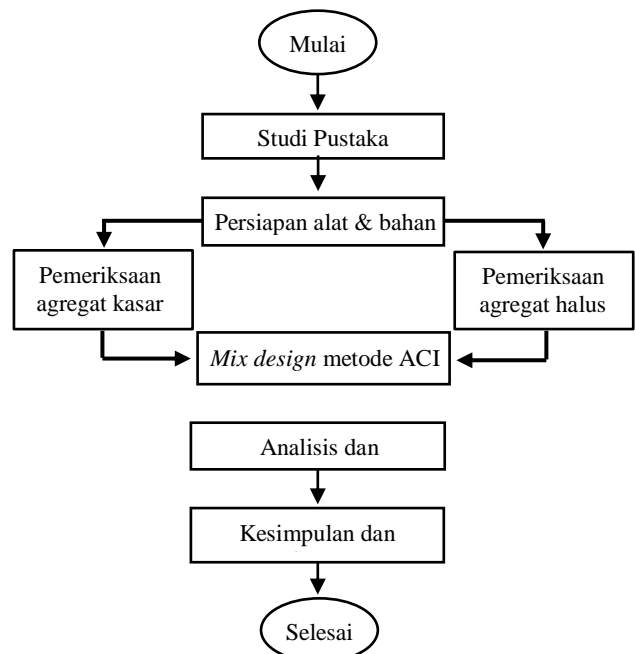 Mulai
Studi Pustaka
Persiapan alat & bahan
Pemeriksaan
agregat kasar
Pemeriksaan
agregat halus
Mix design metode ACI
Analisis dan
Kesimpulan dan
Selesai